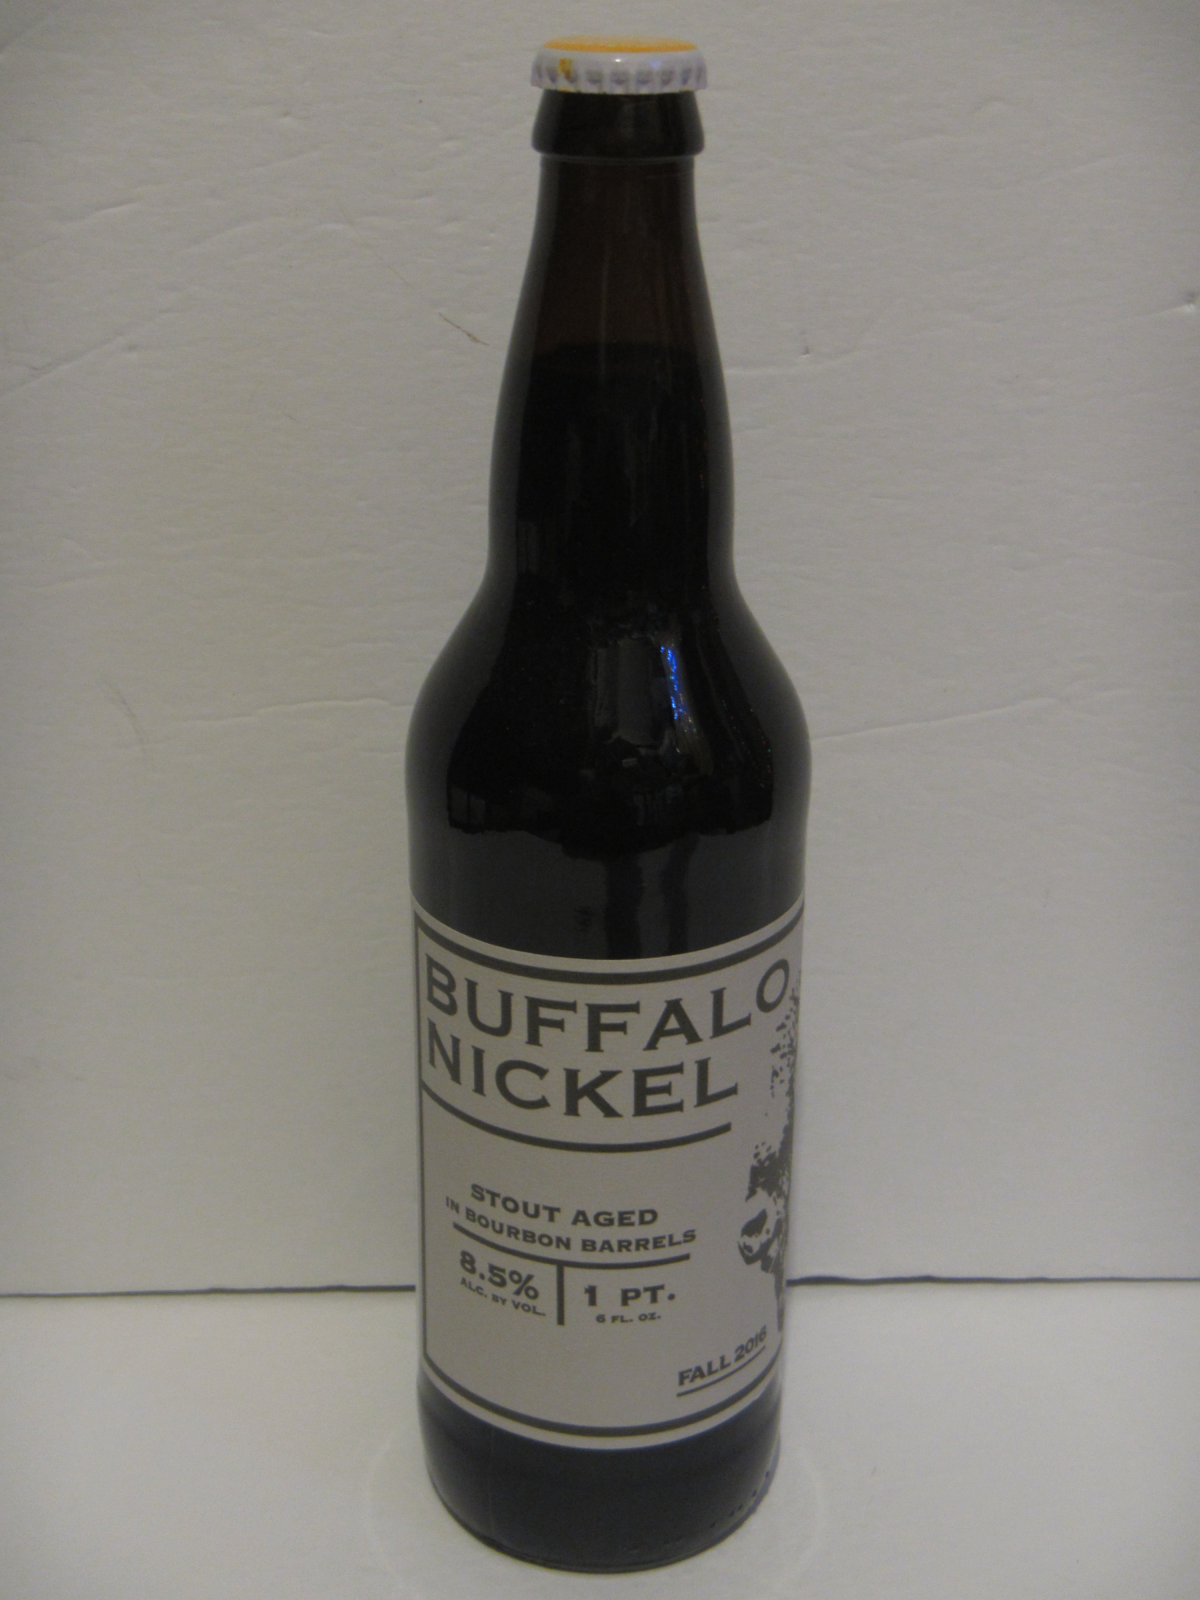 BUFFALO
NICKEL
STOUT AGED
IN BOURBON BARRELS
8.5%
ALC. BY VOL.
1 PT.
6 FL. OZ.
FALL 2016